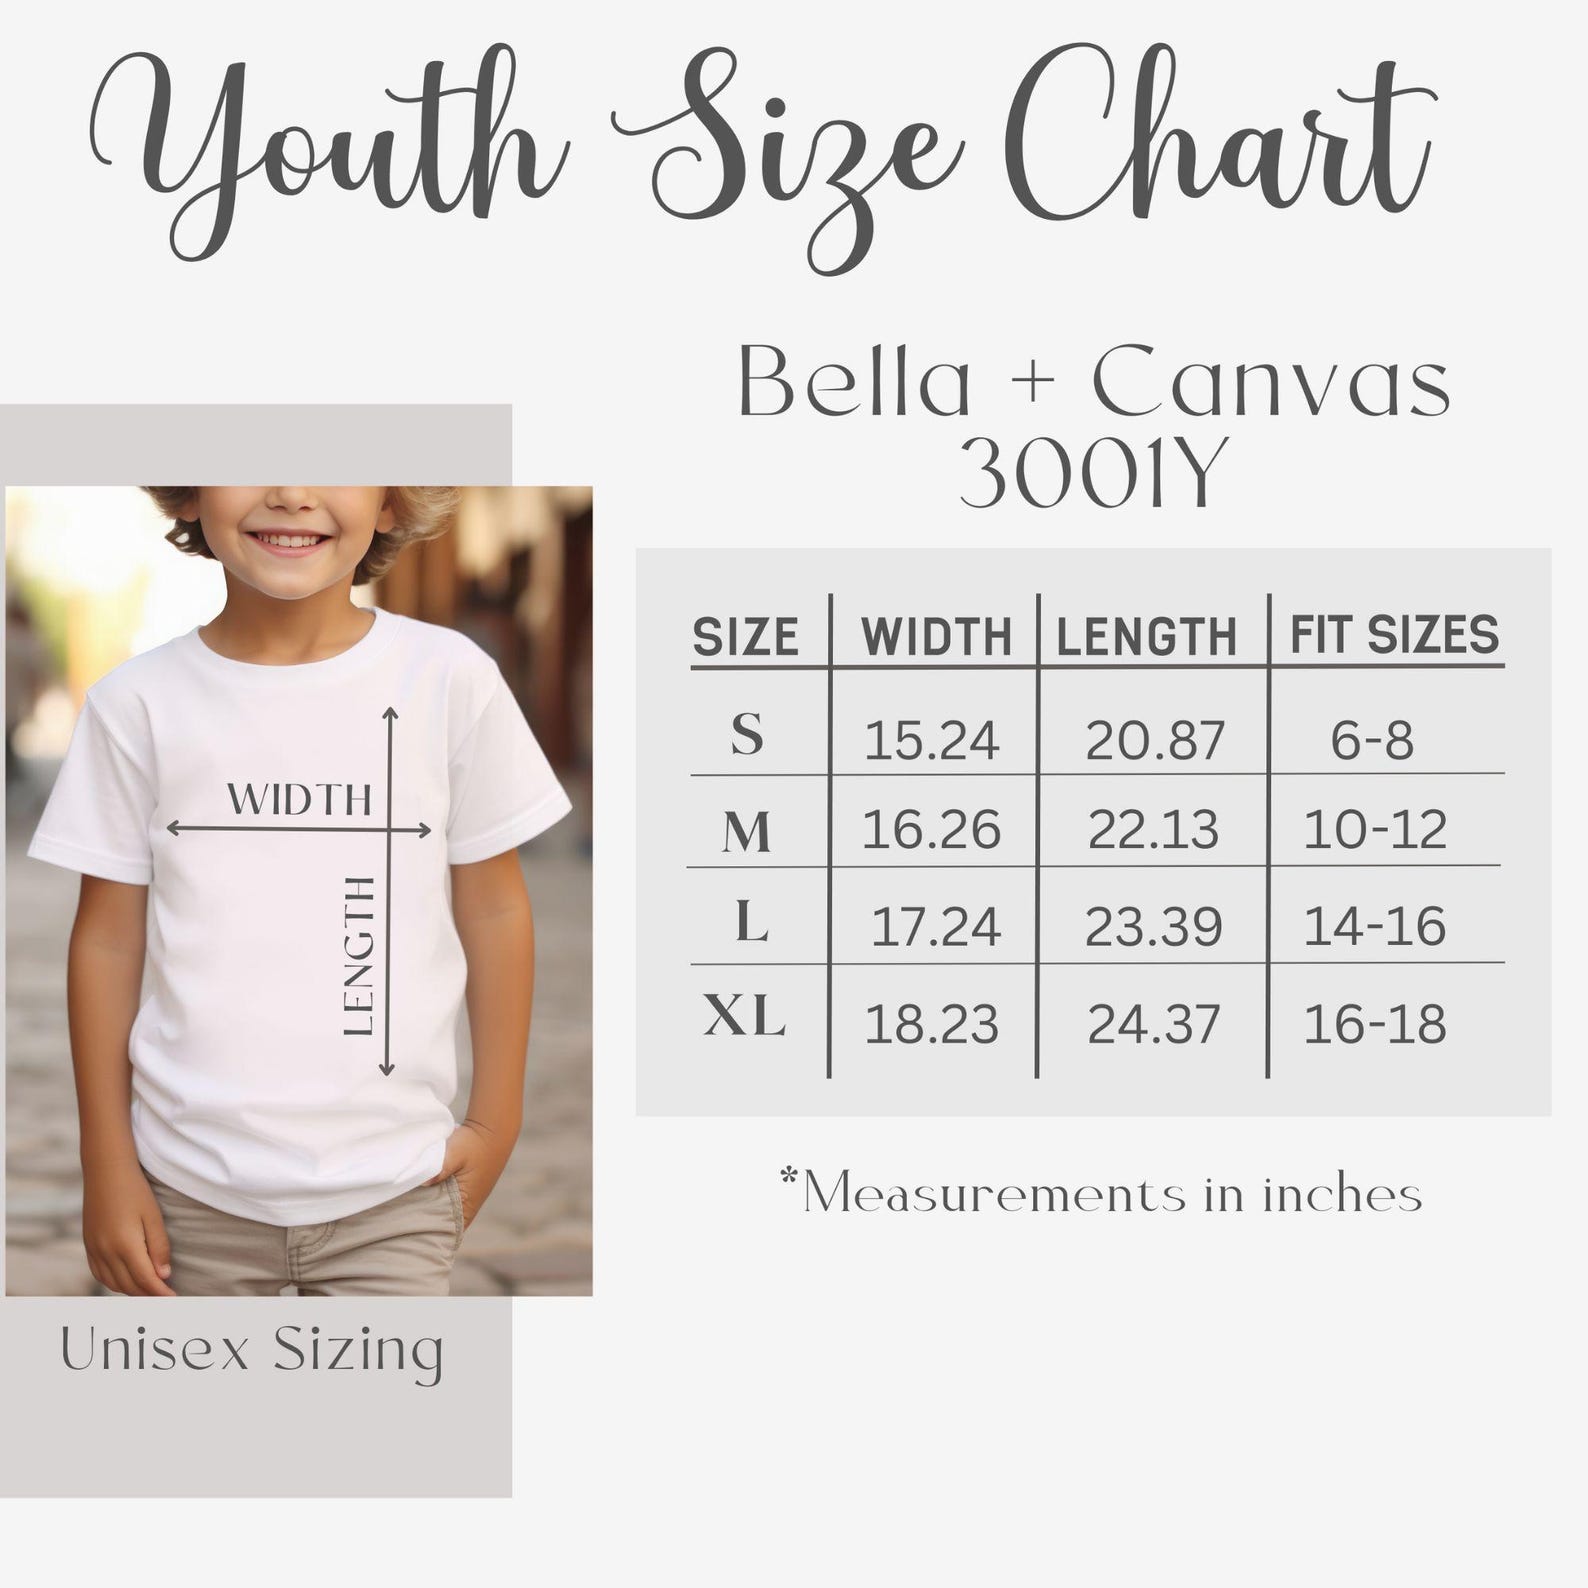 Youth Size Chart
Bella + Canvas
3001Y
SIZE WIDTH LENGTH FIT SIZES
S 15.24 20.87 6-8
M 16.26 22.13 10-12
L 17.24 23.39 14-16
XL 18.23 24.37 16-18
*Measurements in inches
WIDTH
LENGTH
Unisex Sizing